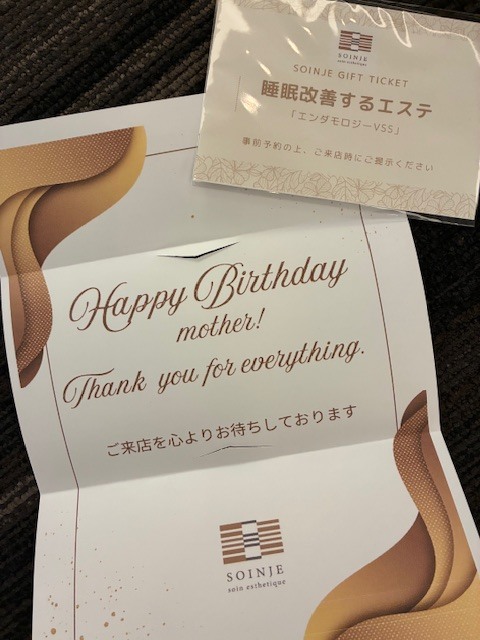 SOINJE
soin esthetique
SOINJE GIFT TICKET
睡眠改善するエステ
「エンダモロジーVSS」
事前予約の上、ご来店時にご提示ください
Happy Birthday
mother!
Thank you for everything.
ご来店を心よりお待ちしております
SOINJE
soin esthetique